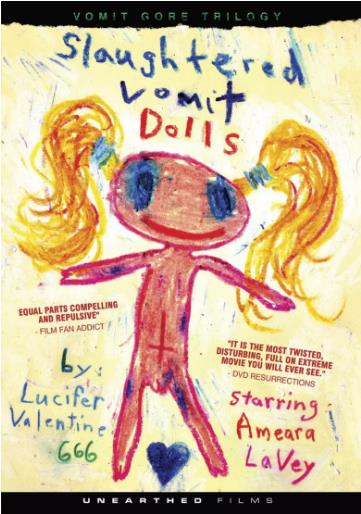 VOMIT GORE TRILOGY
Slaughtered
Vomit
Dolls
EQUAL PARTS COMPELLING
AND REPULSIVE"
- FILM FAN ADDICT
"IT IS THE MOST TWISTED,
DISTURBING, FULL ON EXTREME
MOVIE YOU WILL EVER SEE."
- DVD RESURRECTIONS
by:
Lucifer
Valentine
666
Starring
Ameara
LaVey
UNEARTHED FILMS